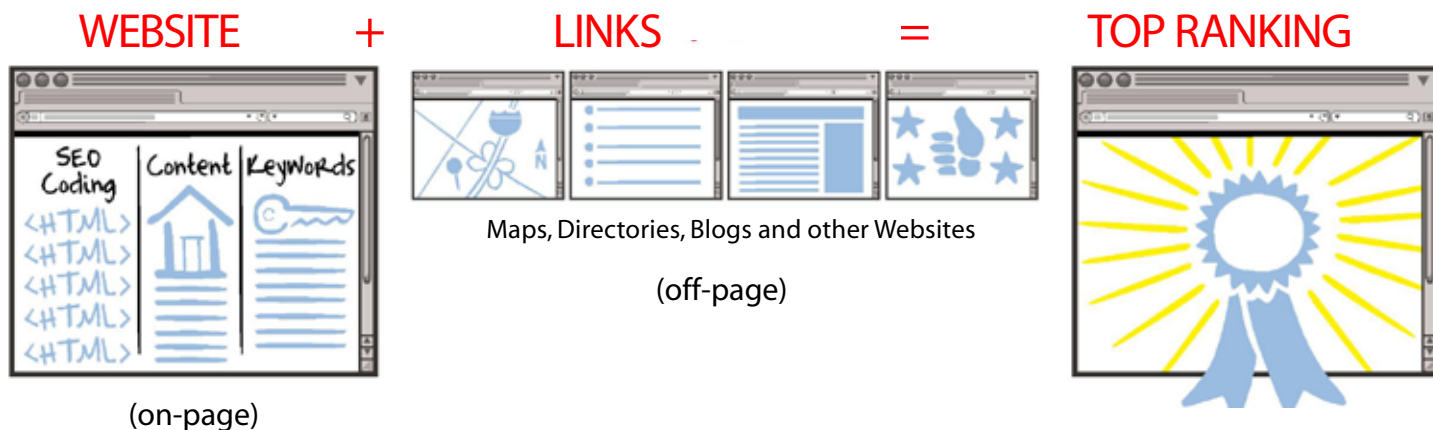 WEBSITE + LINKS = TOP RANKING
SEO Coding
<HTML>
<HTML>
<HTML>
<HTML>
<HTML>
Content
KeyWords
Maps, Directories, Blogs and other Websites
(off-page)
N
(on-page)